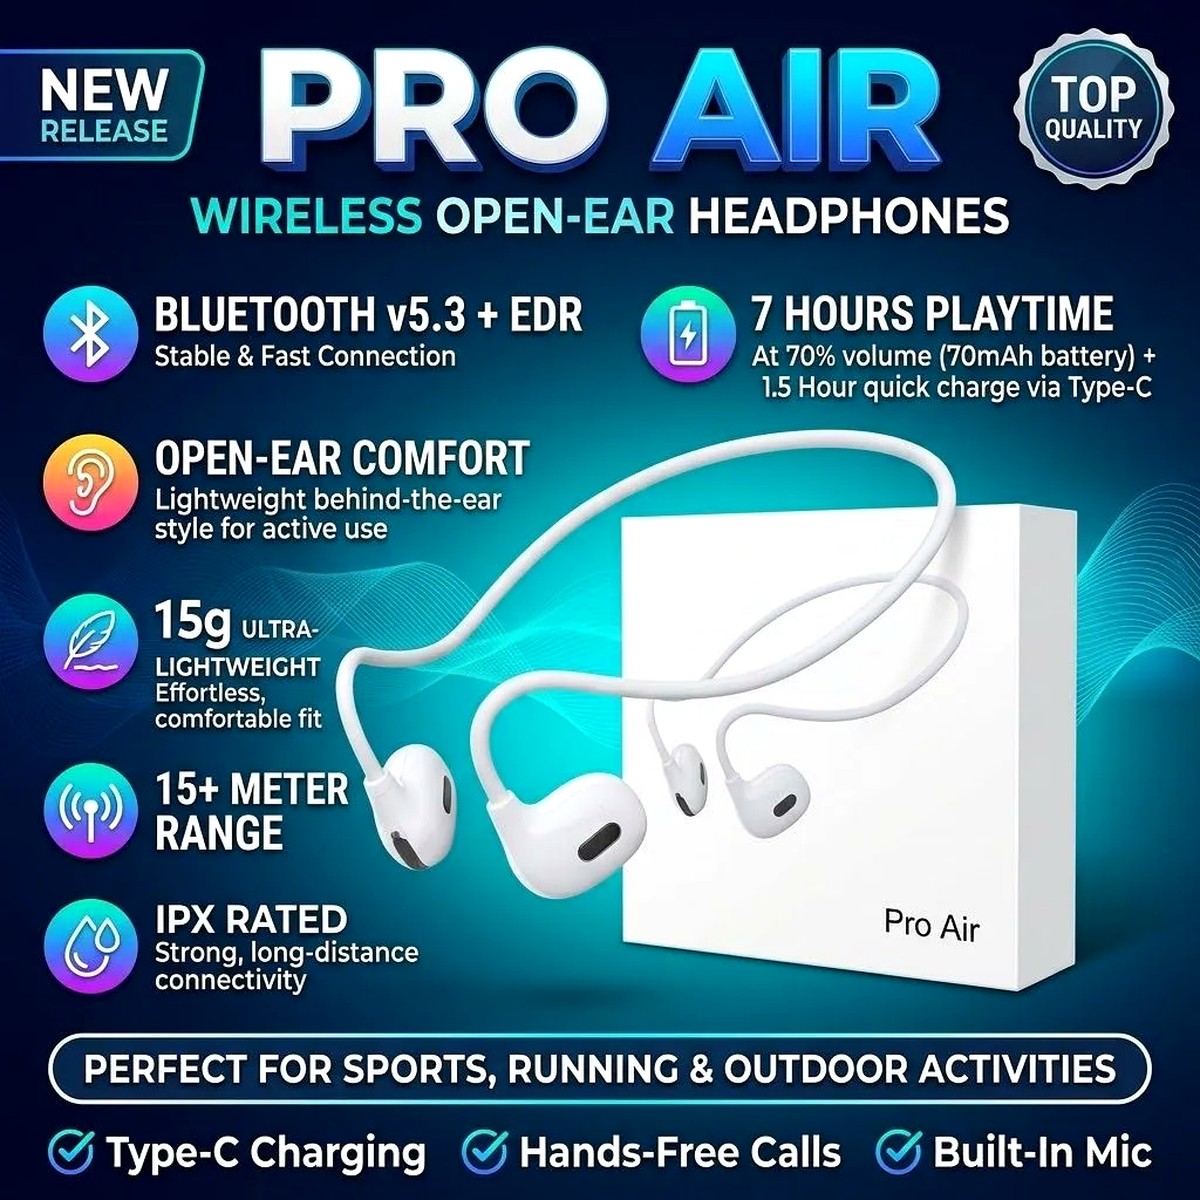 NEW
RELEASE
PRO AIR
TOP
QUALITY
WIRELESS OPEN-EAR HEADPHONES
BLUETOOTH v5.3 + EDR
Stable & Fast Connection
7 HOURS PLAYTIME
At 70% volume (70mAh battery) +
1.5 Hour quick charge via Type-C
OPEN-EAR COMFORT
Lightweight behind-the-ear
style for active use
15g ULTRA-
LIGHTWEIGHT
Effortless,
comfortable fit
15+ METER
RANGE
IPX RATED
Strong, long-distance
connectivity
Pro Air
PERFECT FOR SPORTS, RUNNING & OUTDOOR ACTIVITIES
Type-C Charging
Hands-Free Calls
Built-In Mic